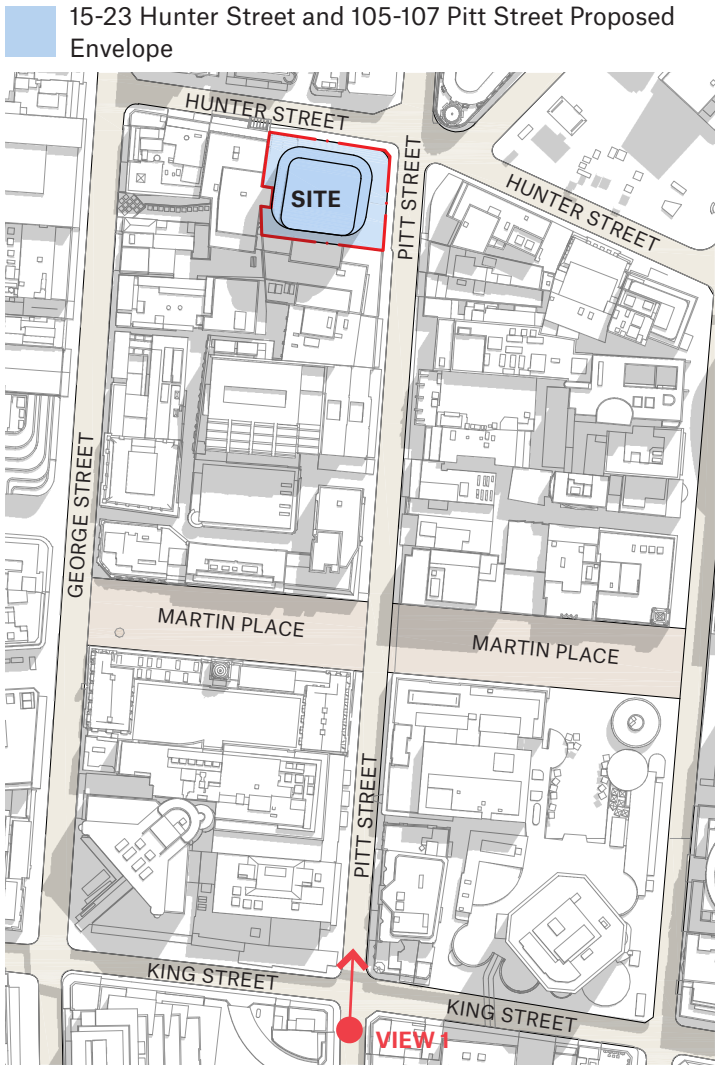 15-23 Hunter Street and 105-107 Pitt Street Proposed
Envelope
HUNTER STREET
PITT STREET
SITE
HUNTER STREET
GEORGE STREET
MARTIN PLACE
MARTIN PLACE
PITT STREET
KING STREET
KING STREET
VIEW 1